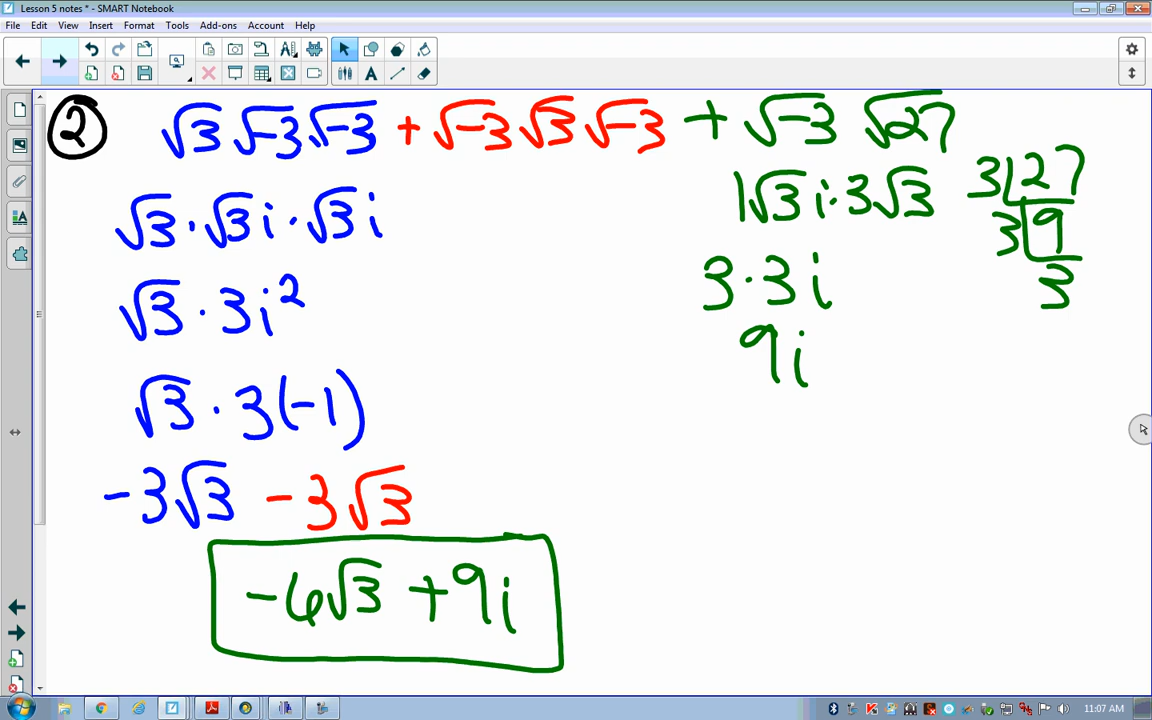 Lesson 5 notes * - SMART Notebook
File Edit View Insert Format Tools Add-ons Account Help
2 √3 √-3 √-3 + √-3 √3 √-3 + √-3 √27
1√3 i · 3√3 3 27
√3 · √3 i · √3 i 3 9
√3 · 3i² 3 · 3i 3
9i
√3 · 3(-1)
-3√3 -3√3
-6√3 + 9i
11:07 AM